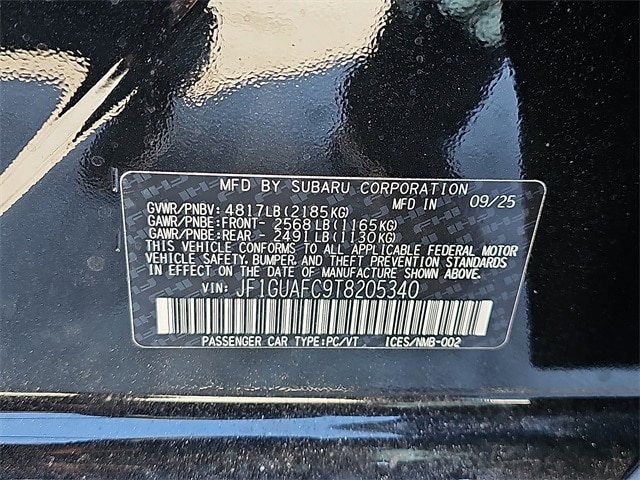 MFD BY SUBARU CORPORATION
GVWR/PNBV: 4817LB(2185KG) MFD IN 09/25
GAWR/PNBE:FRONT- 2568LB(1165KG)
GAWR/PNBE:REAR - 2491LB(1130KG)
THIS VEHICLE CONFORMS TO ALL APPLICABLE FEDERAL MOTOR
VEHICLE SAFETY, BUMPER, AND THEFT PREVENTION STANDARDS
IN EFFECT ON THE DATE OF MANUFACTURE SHOWN ABOVE.
VIN: JF1GUAFC9T8205340
PASSENGER CAR TYPE:PC/VT ICES/NMB-002